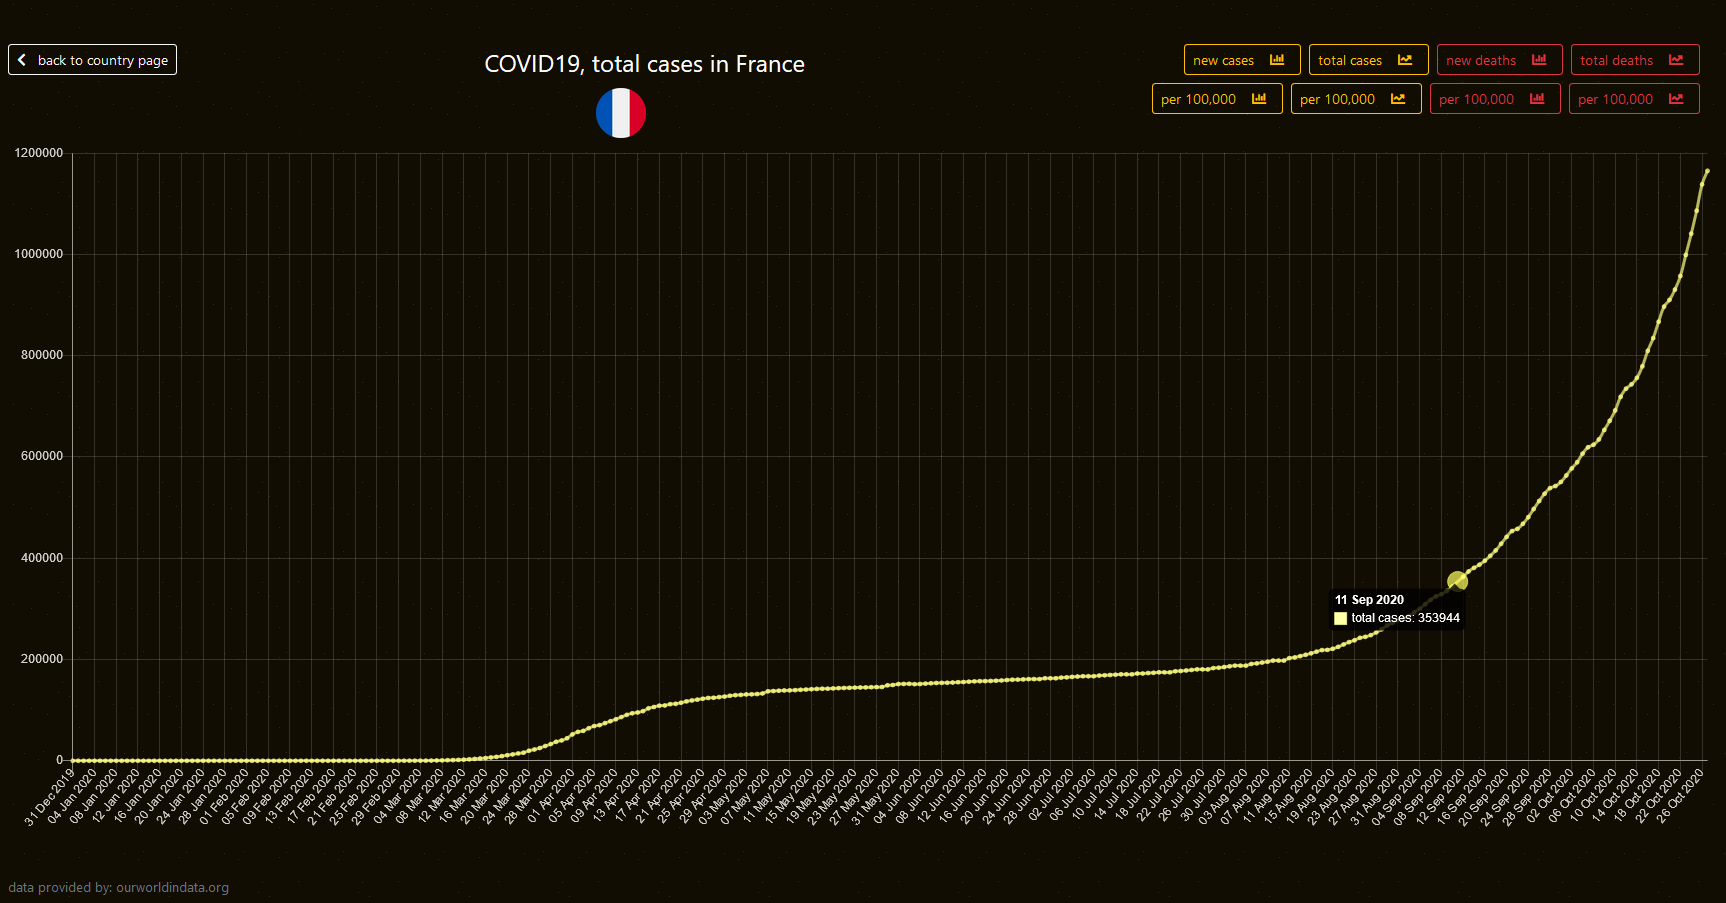 back to country page
COVID19, total cases in France
new cases
total cases
new deaths
total deaths
per 100,000
per 100,000
per 100,000
per 100,000
1200000
1000000
800000
600000
400000
200000
0
11 Sep 2020
total cases: 353944
31 Dec 2019
04 Jan 2020
08 Jan 2020
12 Jan 2020
16 Jan 2020
20 Jan 2020
24 Jan 2020
28 Jan 2020
01 Feb 2020
05 Feb 2020
09 Feb 2020
13 Feb 2020
17 Feb 2020
21 Feb 2020
25 Feb 2020
29 Feb 2020
04 Mar 2020
08 Mar 2020
12 Mar 2020
16 Mar 2020
20 Mar 2020
24 Mar 2020
28 Mar 2020
01 Apr 2020
05 Apr 2020
09 Apr 2020
13 Apr 2020
17 Apr 2020
21 Apr 2020
25 Apr 2020
29 Apr 2020
03 May 2020
07 May 2020
11 May 2020
15 May 2020
19 May 2020
23 May 2020
27 May 2020
31 May 2020
04 Jun 2020
08 Jun 2020
12 Jun 2020
16 Jun 2020
20 Jun 2020
24 Jun 2020
28 Jun 2020
02 Jul 2020
06 Jul 2020
10 Jul 2020
14 Jul 2020
18 Jul 2020
22 Jul 2020
26 Jul 2020
30 Jul 2020
03 Aug 2020
07 Aug 2020
11 Aug 2020
15 Aug 2020
19 Aug 2020
23 Aug 2020
27 Aug 2020
31 Aug 2020
04 Sep 2020
08 Sep 2020
12 Sep 2020
16 Sep 2020
20 Sep 2020
24 Sep 2020
28 Sep 2020
02 Oct 2020
06 Oct 2020
10 Oct 2020
14 Oct 2020
18 Oct 2020
22 Oct 2020
26 Oct 2020
data provided by: ourworldindata.org